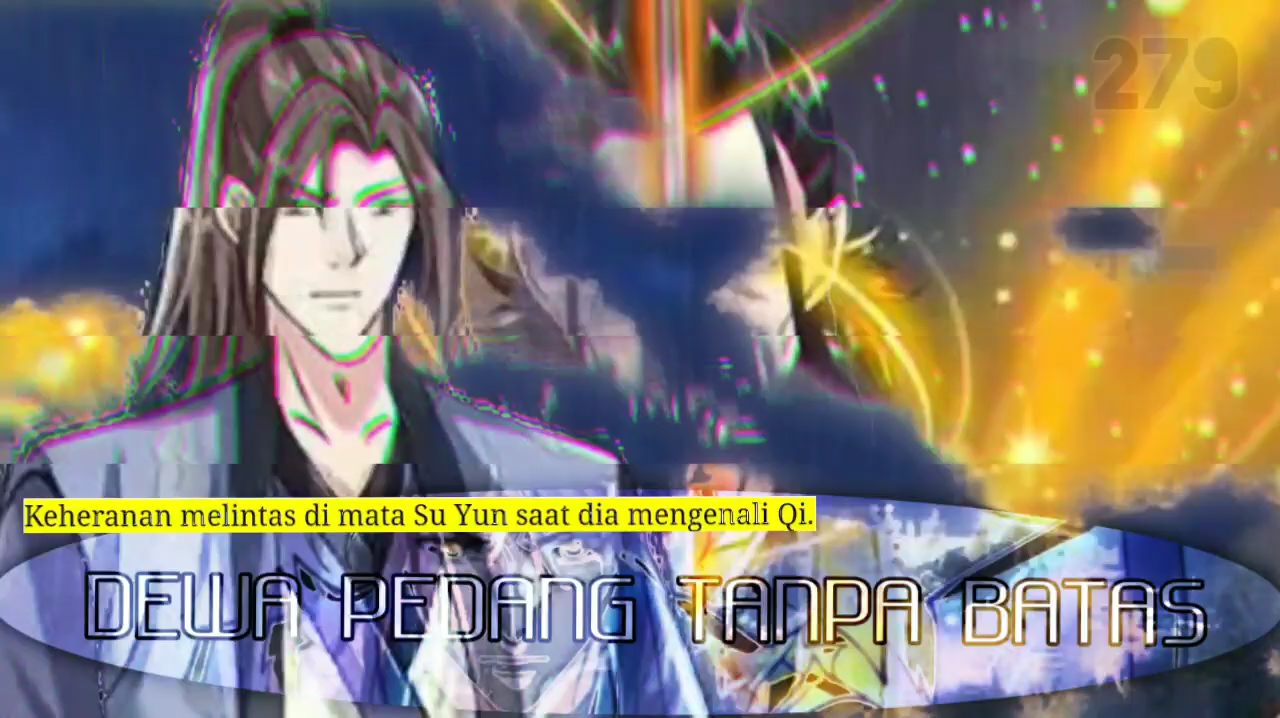 279
Keheranan melintas di mata Su Yun saat dia mengenali Qi.
DEWA PEDANG TANPA BATAS